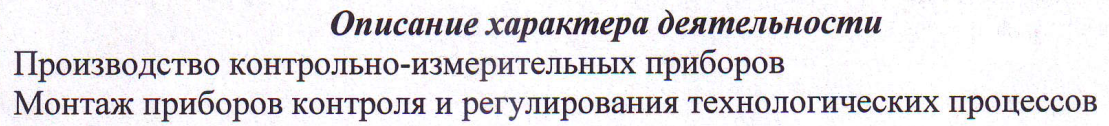 Описание характера деятельности
Производство контрольно-измерительных приборов
Монтаж приборов контроля и регулирования технологических процессов